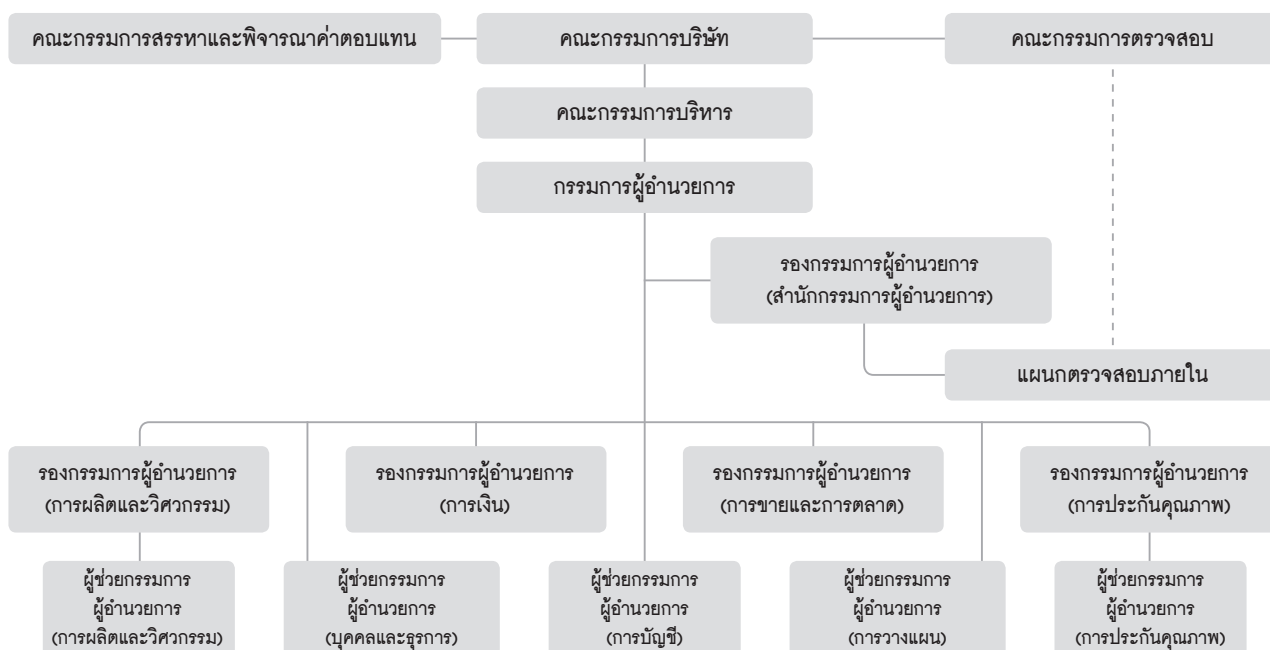 คณะกรรมการสรรหาและพิจารณาค่าตอบแทน
คณะกรรมการบริษัท
คณะกรรมการตรวจสอบ
คณะกรรมการบริหาร
กรรมการผู้อำนวยการ
รองกรรมการผู้อำนวยการ
(สำนักกรรมการผู้อำนวยการ)
แผนกตรวจสอบภายใน
รองกรรมการผู้อำนวยการ
(การผลิตและวิศวกรรม)
รองกรรมการผู้อำนวยการ
(การเงิน)
รองกรรมการผู้อำนวยการ
(การขายและการตลาด)
รองกรรมการผู้อำนวยการ
(การประกันคุณภาพ)
ผู้ช่วยกรรมการ
ผู้อำนวยการ
(การผลิตและวิศวกรรม)
ผู้ช่วยกรรมการ
ผู้อำนวยการ
(บุคคลและธุรการ)
ผู้ช่วยกรรมการ
ผู้อำนวยการ
(การบัญชี)
ผู้ช่วยกรรมการ
ผู้อำนวยการ
(การวางแผน)
ผู้ช่วยกรรมการ
ผู้อำนวยการ
(การประกันคุณภาพ)